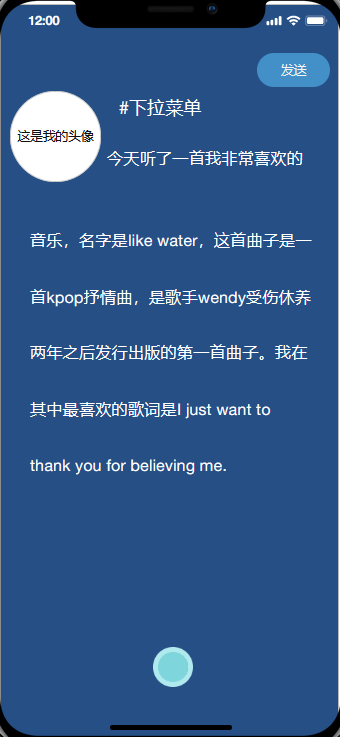 12:00
发送
这是我的头像
#下拉菜单
今天听了一首我非常喜欢的
音乐，名字是like water，这首曲子是一
首kpop抒情曲，是歌手wendy受伤休养
两年之后发行出版的第一首曲子。我在
其中最喜欢的歌词是I just want to
thank you for believing me.